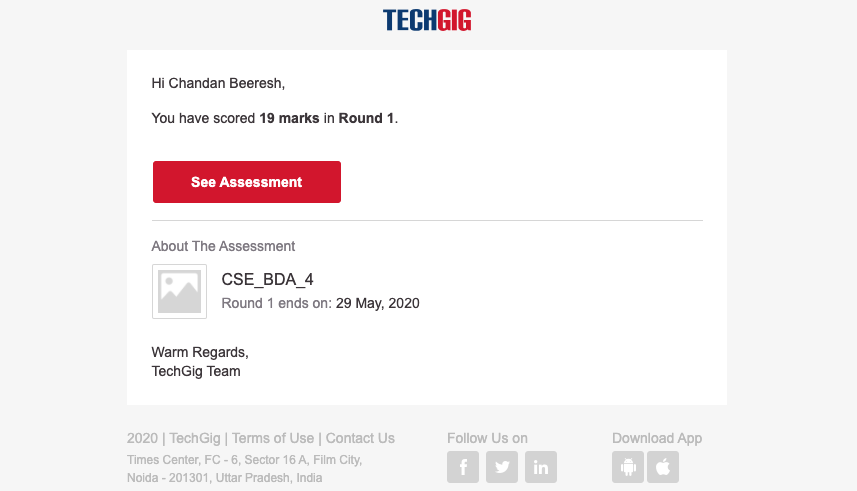 TECHGIG
Hi Chandan Beeresh,
You have scored 19 marks in Round 1.
See Assessment
About The Assessment
CSE_BDA_4
Round 1 ends on: 29 May, 2020
Warm Regards,
TechGig Team
2020 | TechGig | Terms of Use | Contact Us
Times Center, FC - 6, Sector 16 A, Film City,
Noida - 201301, Uttar Pradesh, India
Follow Us on
Download App